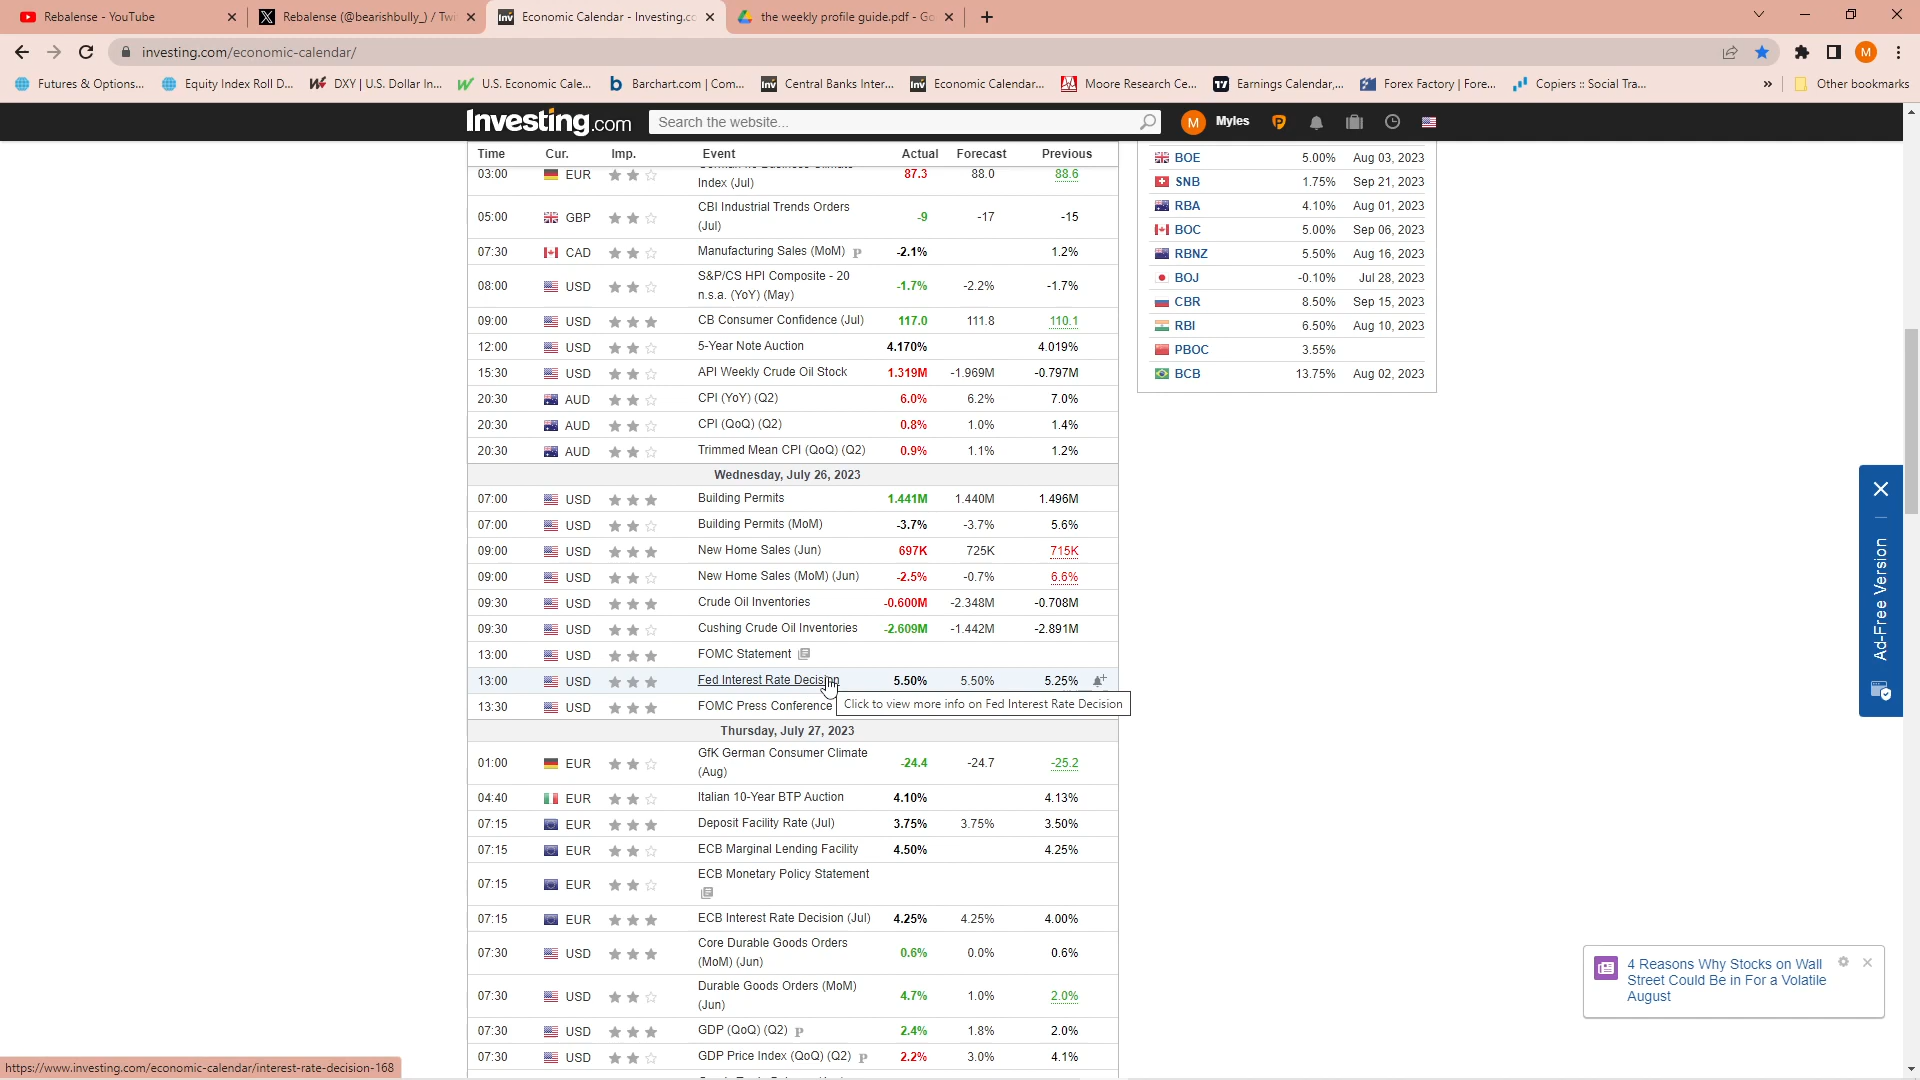 Rebalense - YouTube
Rebalense (@bearishbully_) / Twi
Economic Calendar - Investing.co
the weekly profile guide.pdf - Go
investing.com/economic-calendar/
M
Futures & Options...
Equity Index Roll D...
DXY | U.S. Dollar In...
U.S. Economic Cale...
Barchart.com | Com...
Central Banks Inter...
Economic Calendar...
Moore Research Ce...
Earnings Calendar,...
Forex Factory | Fore...
Copiers :: Social Tra...
»
Other bookmarks
Investing.com
Search the website...
M Myles
Time Cur. Imp. Event Actual Forecast Previous
03:00 EUR Index (Jul) 87.3 88.0 88.6
05:00 GBP CBI Industrial Trends Orders (Jul) -9 -17 -15
07:30 CAD Manufacturing Sales (MoM) P -2.1% 1.2%
08:00 USD S&P/CS HPI Composite - 20 n.s.a. (YoY) (May) -1.7% -2.2% -1.7%
09:00 USD CB Consumer Confidence (Jul) 117.0 111.8 110.1
12:00 USD 5-Year Note Auction 4.170% 4.019%
15:30 USD API Weekly Crude Oil Stock 1.319M -1.969M -0.797M
20:30 AUD CPI (YoY) (Q2) 6.0% 6.2% 7.0%
20:30 AUD CPI (QoQ) (Q2) 0.8% 1.0% 1.4%
20:30 AUD Trimmed Mean CPI (QoQ) (Q2) 0.9% 1.1% 1.2%
Wednesday, July 26, 2023
07:00 USD Building Permits 1.441M 1.440M 1.496M
07:00 USD Building Permits (MoM) -3.7% -3.7% 5.6%
09:00 USD New Home Sales (Jun) 697K 725K 715K
09:00 USD New Home Sales (MoM) (Jun) -2.5% -0.7% 6.6%
09:30 USD Crude Oil Inventories -0.600M -2.348M -0.708M
09:30 USD Cushing Crude Oil Inventories -2.609M -1.442M -2.891M
13:00 USD FOMC Statement
13:00 USD Fed Interest Rate Decision 5.50% 5.50% 5.25%
13:30 USD FOMC Press Conference
Click to view more info on Fed Interest Rate Decision
Thursday, July 27, 2023
01:00 EUR GfK German Consumer Climate (Aug) -24.4 -24.7 -25.2
04:40 EUR Italian 10-Year BTP Auction 4.10% 4.13%
07:15 EUR Deposit Facility Rate (Jul) 3.75% 3.75% 3.50%
07:15 EUR ECB Marginal Lending Facility 4.50% 4.25%
07:15 EUR ECB Monetary Policy Statement
07:15 EUR ECB Interest Rate Decision (Jul) 4.25% 4.25% 4.00%
07:30 USD Core Durable Goods Orders (MoM) (Jun) 0.6% 0.0% 0.6%
07:30 USD Durable Goods Orders (MoM) (Jun) 4.7% 1.0% 2.0%
07:30 USD GDP (QoQ) (Q2) P 2.4% 1.8% 2.0%
07:30 USD GDP Price Index (QoQ) (Q2) P 2.2% 3.0% 4.1%
BOE 5.00% Aug 03, 2023
SNB 1.75% Sep 21, 2023
RBA 4.10% Aug 01, 2023
BOC 5.00% Sep 06, 2023
RBNZ 5.50% Aug 16, 2023
BOJ -0.10% Jul 28, 2023
CBR 8.50% Sep 15, 2023
RBI 6.50% Aug 10, 2023
PBOC 3.55%
BCB 13.75% Aug 02, 2023
Ad-Free Version
4 Reasons Why Stocks on Wall
Street Could Be in For a Volatile
August
https://www.investing.com/economic-calendar/interest-rate-decision-168